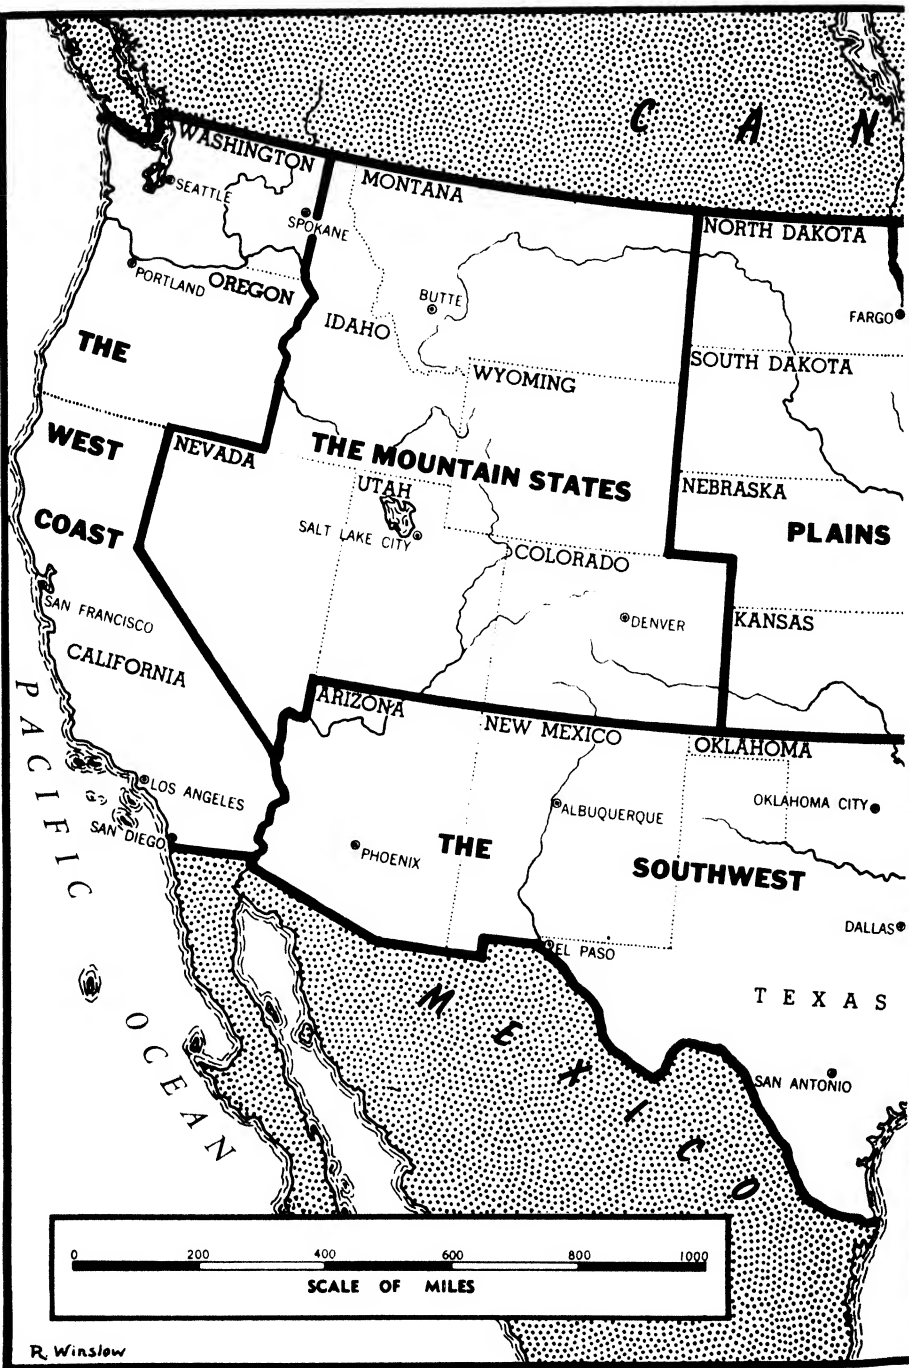 C A N
WASHINGTON
SEATTLE
SPOKANE
MONTANA
NORTH DAKOTA
PORTLAND
OREGON
BUTTE
FARGO
IDAHO
THE
WEST
COAST
SOUTH DAKOTA
WYOMING
NEVADA
THE MOUNTAIN STATES
UTAH
SALT LAKE CITY
NEBRASKA
PLAINS
COLORADO
DENVER
KANSAS
SAN FRANCISCO
CALIFORNIA
PACIFIC
OCEAN
ARIZONA
NEW MEXICO
OKLAHOMA
LOS ANGELES
SAN DIEGO
ALBUQUERQUE
OKLAHOMA CITY
PHOENIX
THE
SOUTHWEST
DALLAS
EL PASO
TEXAS
MEXICO
SAN ANTONIO
0 200 400 600 800 1000
SCALE OF MILES
R. Winslow